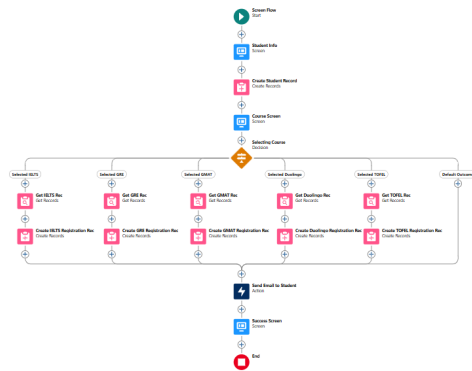 Screen Flow
Start
Student Info
Screen
Create Student Record
Create Records
Course Screen
Screen
Selecting Course
Decision
Selected IELTS
Selected GRE
Selected GMAT
Selected Duolingo
Selected TOFEL
Default Outcome
Get IELTS Rec
Get Records
Get GRE Rec
Get Records
Get GMAT Rec
Get Records
Get Duolingo Rec
Get Records
Get TOFEL Rec
Get Records
Create IELTS Registration Rec
Create Records
Create GRE Registration Rec
Create Records
Create GMAT Registration Rec
Create Records
Create Duolingo Registration Rec
Create Records
Create TOFEL Registration Rec
Create Records
Send Email to Student
Action
Success Screen
Screen
End